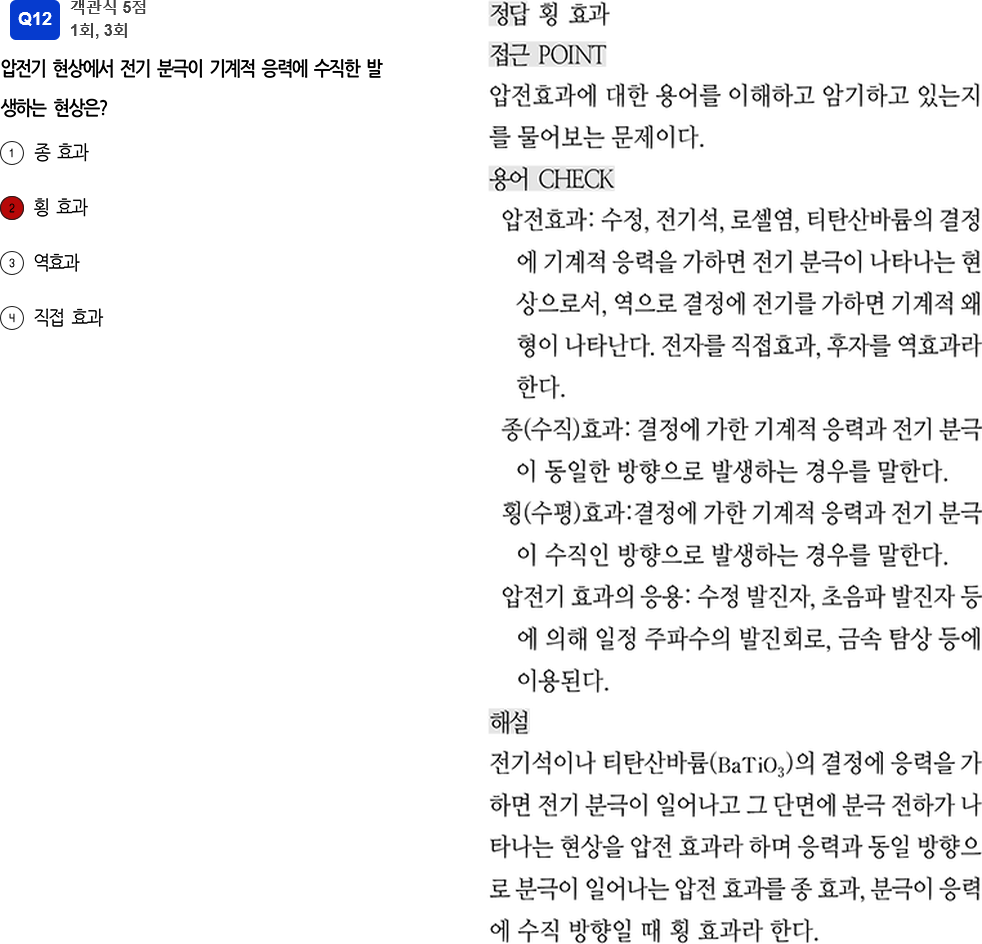 Q12
객관식 5점
1회, 3회
압전기 현상에서 전기 분극이 기계적 응력에 수직한 발
생하는 현상은?
1 종 효과
2 횡 효과
3 역효과
4 직접 효과
정답 횡 효과
접근 POINT
압전효과에 대한 용어를 이해하고 암기하고 있는지
를 물어보는 문제이다.
용어 CHECK
압전효과: 수정, 전기석, 로셀염, 티탄산바륨의 결정
에 기계적 응력을 가하면 전기 분극이 나타나는 현
상으로서, 역으로 결정에 전기를 가하면 기계적 왜
형이 나타난다. 전자를 직접효과, 후자를 역효과라
한다.
종(수직)효과: 결정에 가한 기계적 응력과 전기 분극
이 동일한 방향으로 발생하는 경우를 말한다.
횡(수평)효과:결정에 가한 기계적 응력과 전기 분극
이 수직인 방향으로 발생하는 경우를 말한다.
압전기 효과의 응용: 수정 발진자, 초음파 발진자 등
에 의해 일정 주파수의 발진회로, 금속 탐상 등에
이용된다.
해설
전기석이나 티탄산바륨(BaTiO₃)의 결정에 응력을 가
하면 전기 분극이 일어나고 그 단면에 분극 전하가 나
타나는 현상을 압전 효과라 하며 응력과 동일 방향으
로 분극이 일어나는 압전 효과를 종 효과, 분극이 응력
에 수직 방향일 때 횡 효과라 한다.